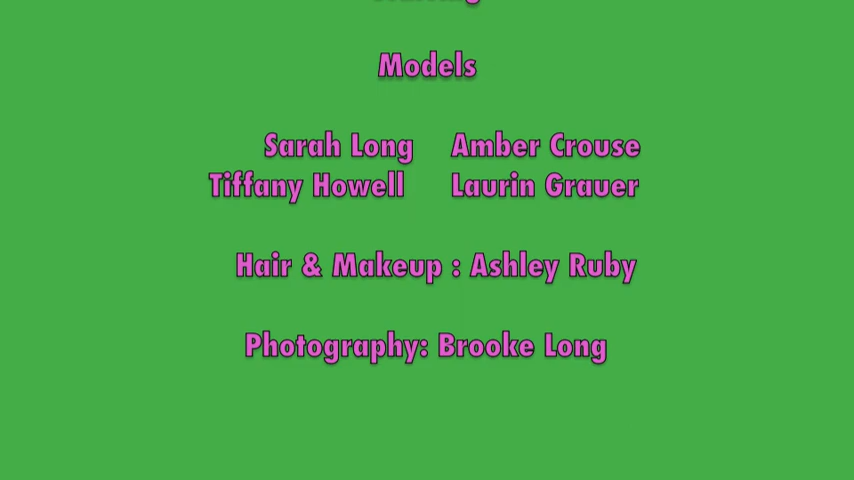 Models
Sarah Long Amber Crouse
Tiffany Howell Laurin Grauer
Hair & Makeup : Ashley Ruby
Photography: Brooke Long